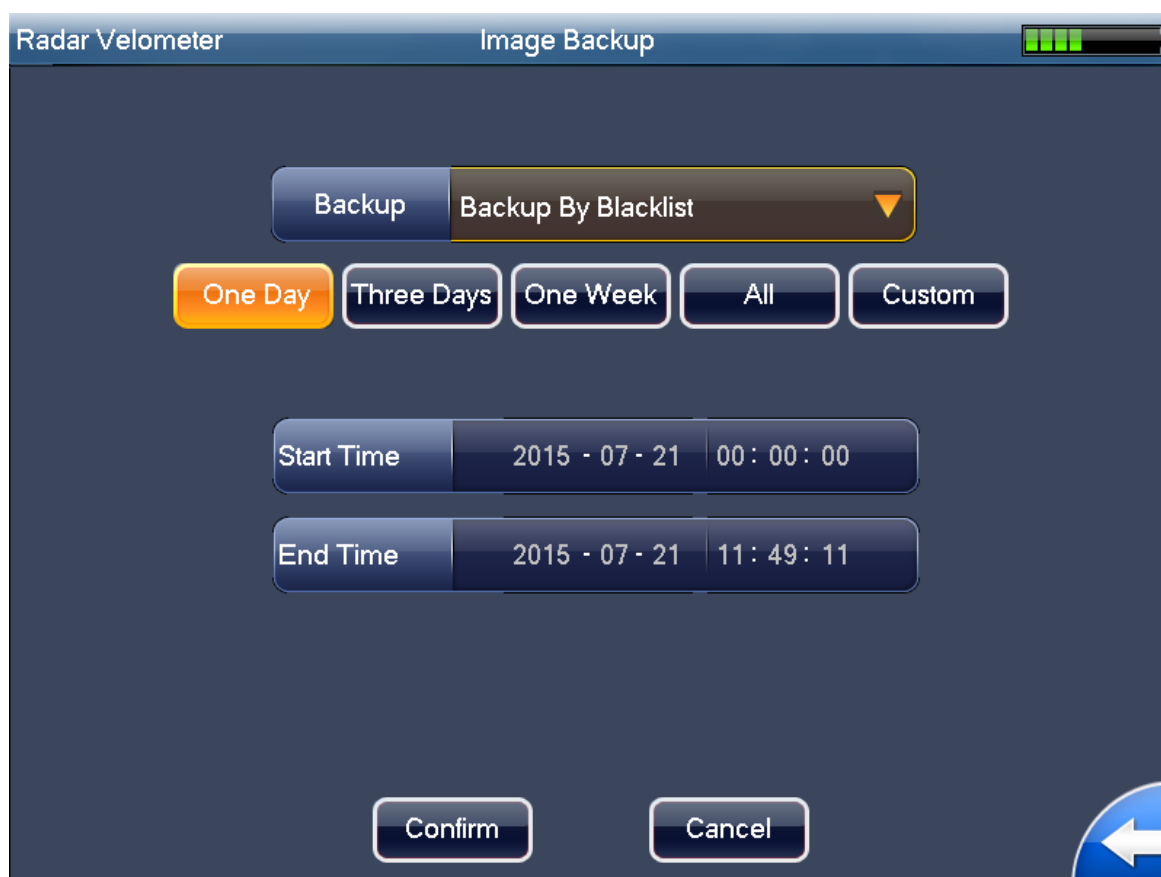 Radar Velometer Image Backup
Backup Backup By Blacklist
One Day Three Days One Week All Custom
Start Time 2015 - 07 - 21 00 : 00 : 00
End Time 2015 - 07 - 21 11 : 49 : 11
Confirm Cancel